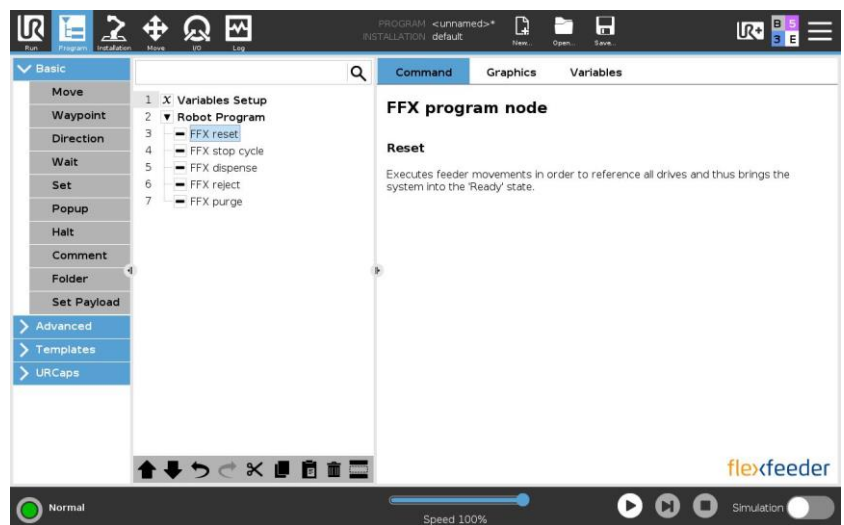 PROGRAM <unnamed>*
INSTALLATION default
Run
Program
Installation
Move
I/O
Log
New...
Open...
Save...
UR+
B 5
3 E
Basic
Move
Waypoint
Direction
Wait
Set
Popup
Halt
Comment
Folder
Set Payload
Advanced
Templates
URCaps
1 X Variables Setup
2 Robot Program
3 FFX reset
4 FFX stop cycle
5 FFX dispense
6 FFX reject
7 FFX purge
Command Graphics Variables
FFX program node
Reset
Executes feeder movements in order to reference all drives and thus brings the
system into the 'Ready' state.
flexfeeder
Normal
Speed 100%
Simulation